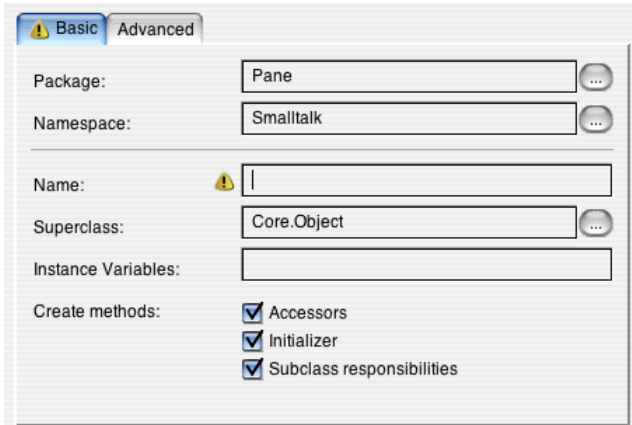 Basic Advanced
Package: Pane ...
Namespace: Smalltalk ...
Name:
Superclass: Core.Object ...
Instance Variables:
Create methods: Accessors
Initializer
Subclass responsibilities